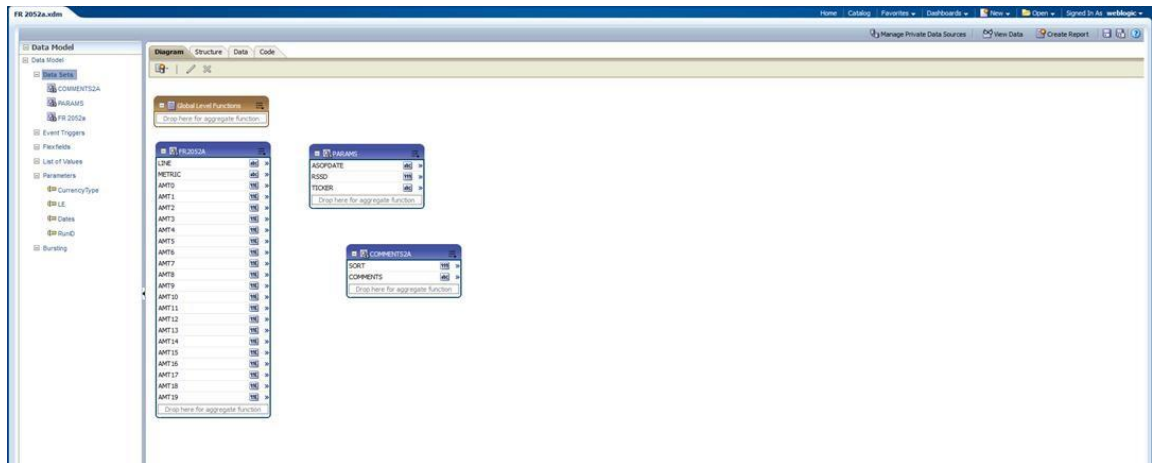 FR 2052a.xdm
Home Catalog Favorites Dashboards New Open Signed In As weblogic
Manage Private Data Sources View Data Create Report
Data Model
Data Model
Data Sets
COMMENTS2A
PARAMS
FR 2052a
Event Triggers
Flexfields
List of Values
Parameters
CurrencyType
LE
Dates
RunID
Bursting
Diagram Structure Data Code
Global Level Functions
Drop here for aggregate function
FR2052A
LINE
METRIC
AMT0
AMT1
AMT2
AMT3
AMT4
AMT5
AMT6
AMT7
AMT8
AMT9
AMT10
AMT11
AMT12
AMT13
AMT14
AMT15
AMT16
AMT17
AMT18
AMT19
Drop here for aggregate function
PARAMS
ASOFDATE
RSSD
TICKER
Drop here for aggregate function
COMMENTS2A
SORT
COMMENTS
Drop here for aggregate function